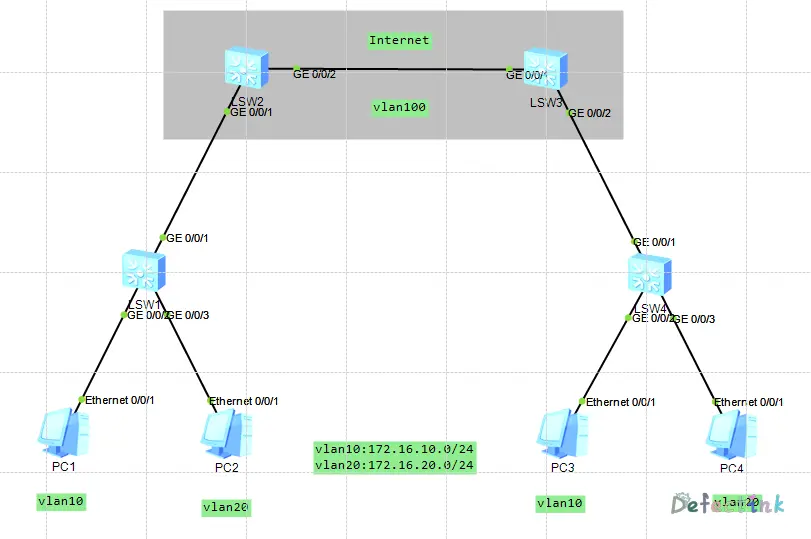 Internet
GE 0/0/2
GE 0/0/1
LSW2
LSW3
vlan100
GE 0/0/1
GE 0/0/2
GE 0/0/1
GE 0/0/1
LSW1
LSW4
GE 0/0/2
GE 0/0/3
GE 0/0/2
GE 0/0/3
Ethernet 0/0/1
Ethernet 0/0/1
Ethernet 0/0/1
Ethernet 0/0/1
vlan10:172.16.10.0/24
vlan20:172.16.20.0/24
PC1
PC2
PC3
PC4
vlan10
vlan20
vlan10
vlan20
DefectInk